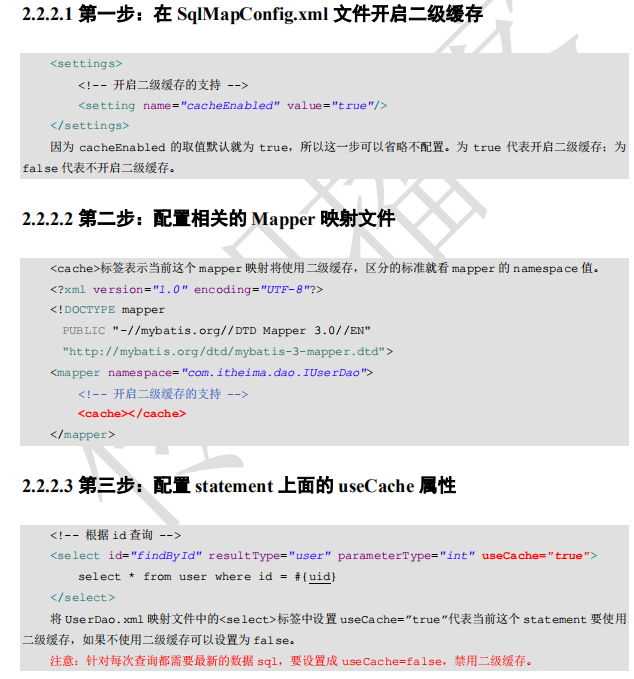 2.2.2.1 第一步：在 SqlMapConfig.xml 文件开启二级缓存
<settings>
<!-- 开启二级缓存的支持 -->
<setting name="cacheEnabled" value="true"/>
</settings>
因为 cacheEnabled 的取值默认就为 true，所以这一步可以省略不配置。为 true 代表开启二级缓存；为
false 代表不开启二级缓存。
2.2.2.2 第二步：配置相关的 Mapper 映射文件
<cache>标签表示当前这个 mapper 映射将使用二级缓存，区分的标准就看 mapper 的 namespace 值。
<?xml version="1.0" encoding="UTF-8"?>
<!DOCTYPE mapper
PUBLIC "-//mybatis.org//DTD Mapper 3.0//EN"
"http://mybatis.org/dtd/mybatis-3-mapper.dtd">
<mapper namespace="com.itheima.dao.IUserDao">
<!-- 开启二级缓存的支持 -->
<cache></cache>
</mapper>
2.2.2.3 第三步：配置 statement 上面的 useCache 属性
<!-- 根据 id 查询 -->
<select id="findById" resultType="user" parameterType="int" useCache="true">
select * from user where id = #{uid}
</select>
将 UserDao.xml 映射文件中的<select>标签中设置 useCache=”true”代表当前这个 statement 要使用
二级缓存，如果不使用二级缓存可以设置为 false。
注意：针对每次查询都需要最新的数据 sql，要设置成 useCache=false，禁用二级缓存。